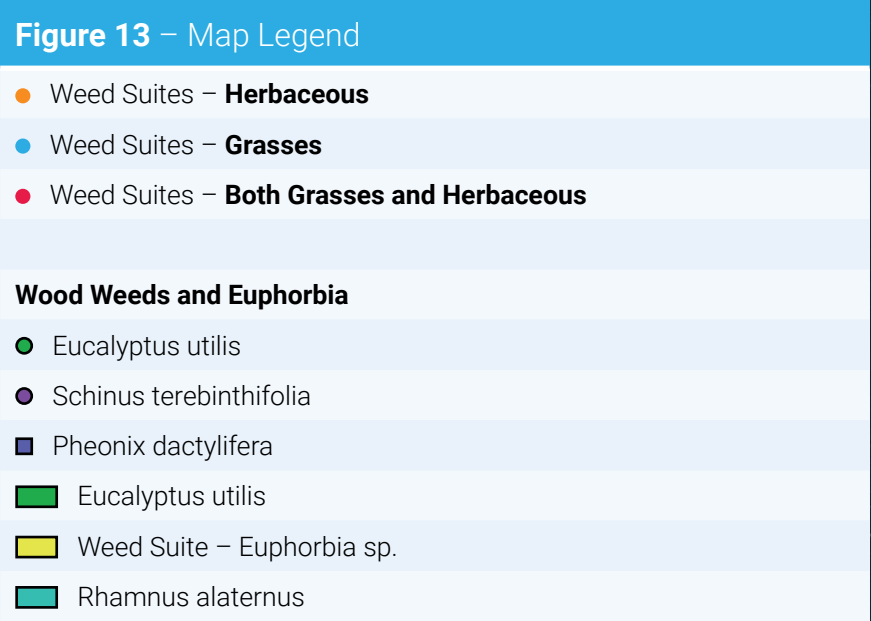 Figure 13 – Map Legend
Weed Suites – Herbaceous
Weed Suites – Grasses
Weed Suites – Both Grasses and Herbaceous
Wood Weeds and Euphorbia
Eucalyptus utilis
Schinus terebinthifolia
Pheonix dactylifera
Eucalyptus utilis
Weed Suite – Euphorbia sp.
Rhamnus alaternus